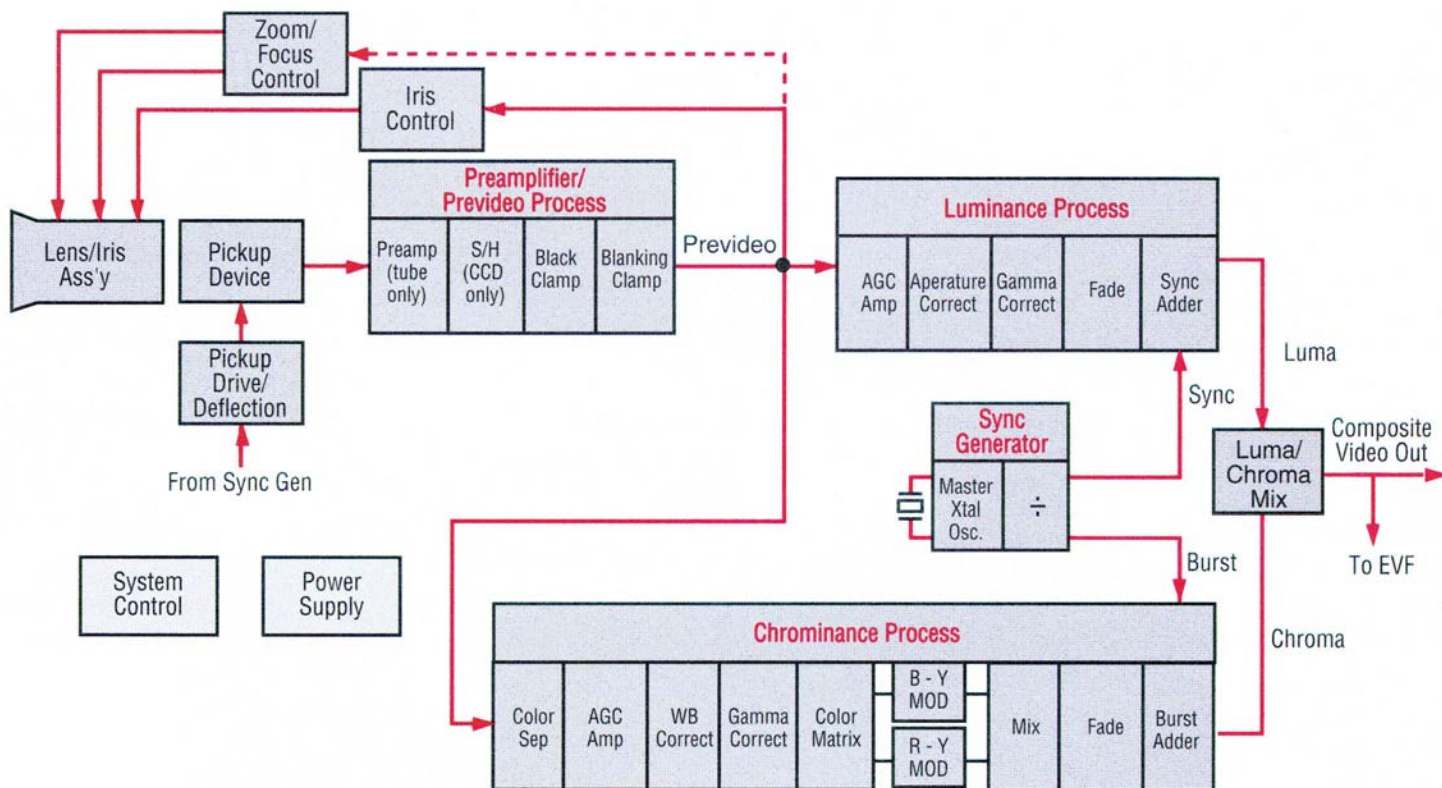 Zoom/
Focus
Control
Iris
Control
Lens/Iris
Ass'y
Pickup
Device
Pickup
Drive/
Deflection
From Sync Gen
Preamplifier/
Prevideo Process
Preamp
(tube
only)
S/H
(CCD
only)
Black
Clamp
Blanking
Clamp
Prevideo
Luminance Process
AGC
Amp
Aperature
Correct
Gamma
Correct
Fade
Sync
Adder
Luma
Sync
Sync
Generator
Master
Xtal
Osc.
÷
Burst
Luma/
Chroma
Mix
Composite
Video Out
To EVF
Chroma
System
Control
Power
Supply
Chrominance Process
Color
Sep
AGC
Amp
WB
Correct
Gamma
Correct
Color
Matrix
B - Y
MOD
R - Y
MOD
Mix
Fade
Burst
Adder